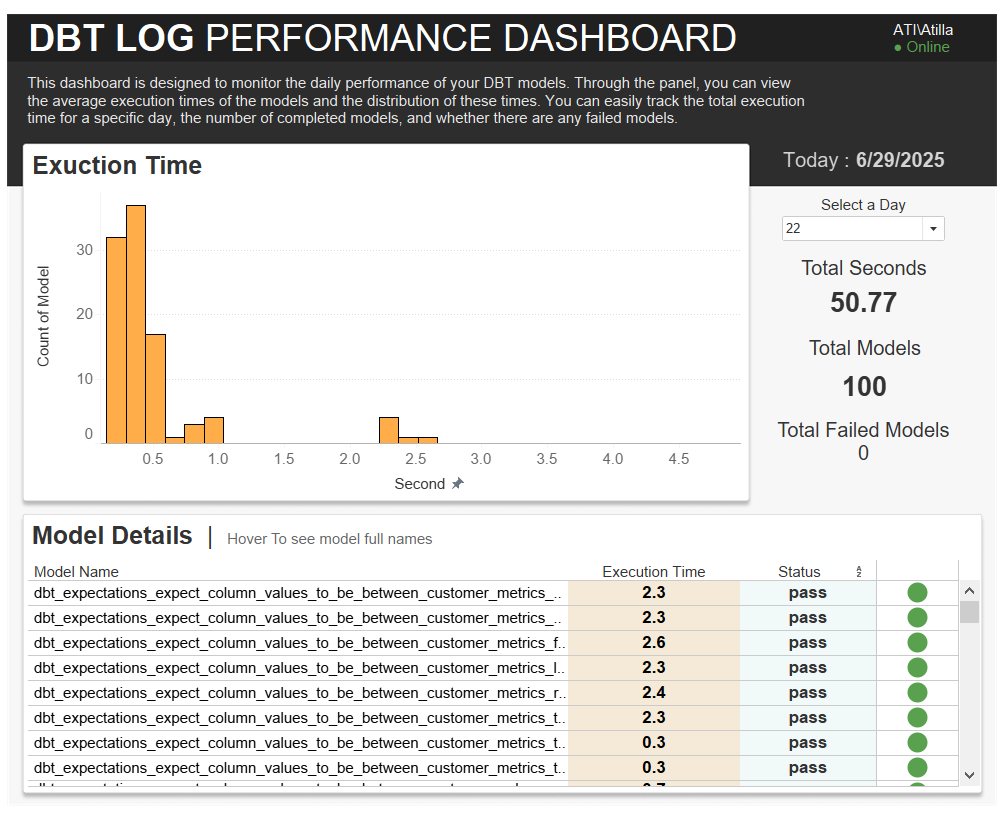 DBT LOG PERFORMANCE DASHBOARD
ATI\Atilla
● Online
This dashboard is designed to monitor the daily performance of your DBT models. Through the panel, you can view
the average execution times of the models and the distribution of these times. You can easily track the total execution
time for a specific day, the number of completed models, and whether there are any failed models.
Today : 6/29/2025
Exuction Time
Count of Model
30
20
10
0
0.5 1.0 1.5 2.0 2.5 3.0 3.5 4.0 4.5
Second
Select a Day
22
Total Seconds
50.77
Total Models
100
Total Failed Models
0
Model Details | Hover To see model full names
Model Name Execution Time Status
dbt_expectations_expect_column_values_to_be_between_customer_metrics_.. 2.3 pass
dbt_expectations_expect_column_values_to_be_between_customer_metrics_.. 2.3 pass
dbt_expectations_expect_column_values_to_be_between_customer_metrics_f.. 2.6 pass
dbt_expectations_expect_column_values_to_be_between_customer_metrics_l.. 2.3 pass
dbt_expectations_expect_column_values_to_be_between_customer_metrics_r.. 2.4 pass
dbt_expectations_expect_column_values_to_be_between_customer_metrics_t.. 2.3 pass
dbt_expectations_expect_column_values_to_be_between_customer_metrics_t.. 0.3 pass
dbt_expectations_expect_column_values_to_be_between_customer_metrics_t.. 0.3 pass